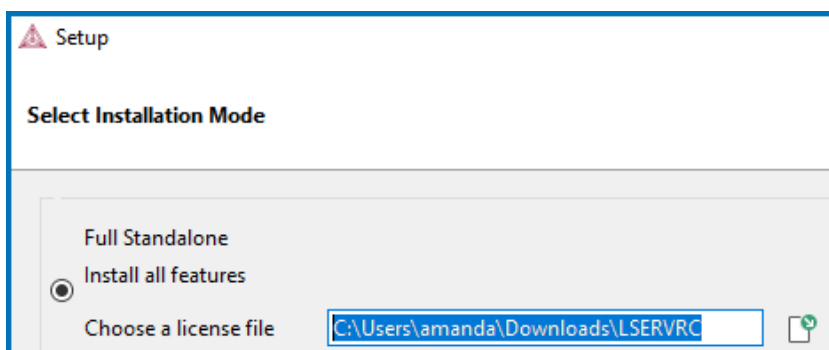 Setup
Select Installation Mode
Full Standalone
Install all features
Choose a license file C:\Users\amanda\Downloads\LSERVRC